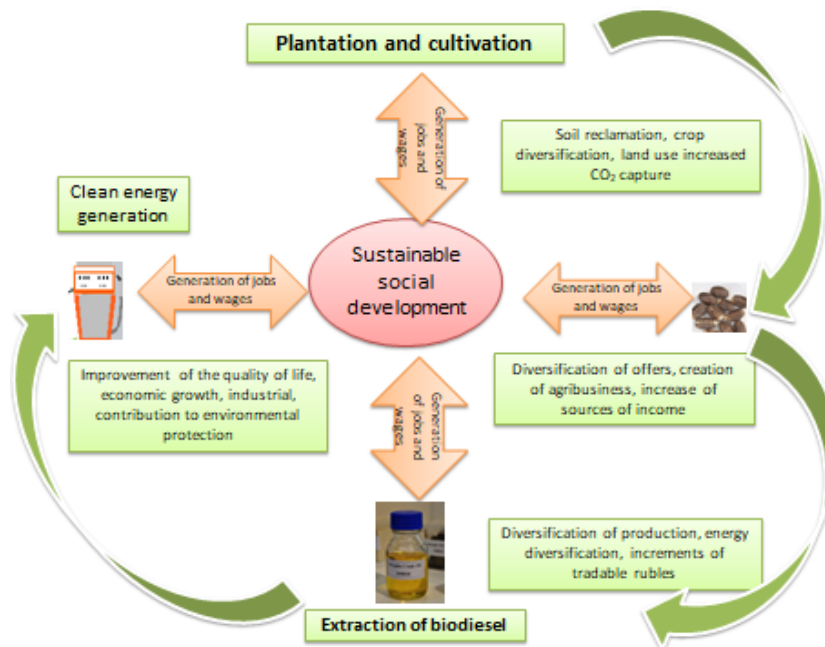 Plantation and cultivation
Generation of
jobs and
wages
Soil reclamation, crop
diversification, land use increased
CO₂ capture
Clean energy
generation
Sustainable
social
development
Generation of jobs
and wages
Generation of jobs
and wages
Improvement of the quality of life,
economic growth, industrial,
contribution to environmental
protection
Generation
of jobs and
wages
Diversification of offers, creation
of agribusiness, increase of
sources of income
Diversification of production, energy
diversification, increments of
tradable rubles
Extraction of biodiesel